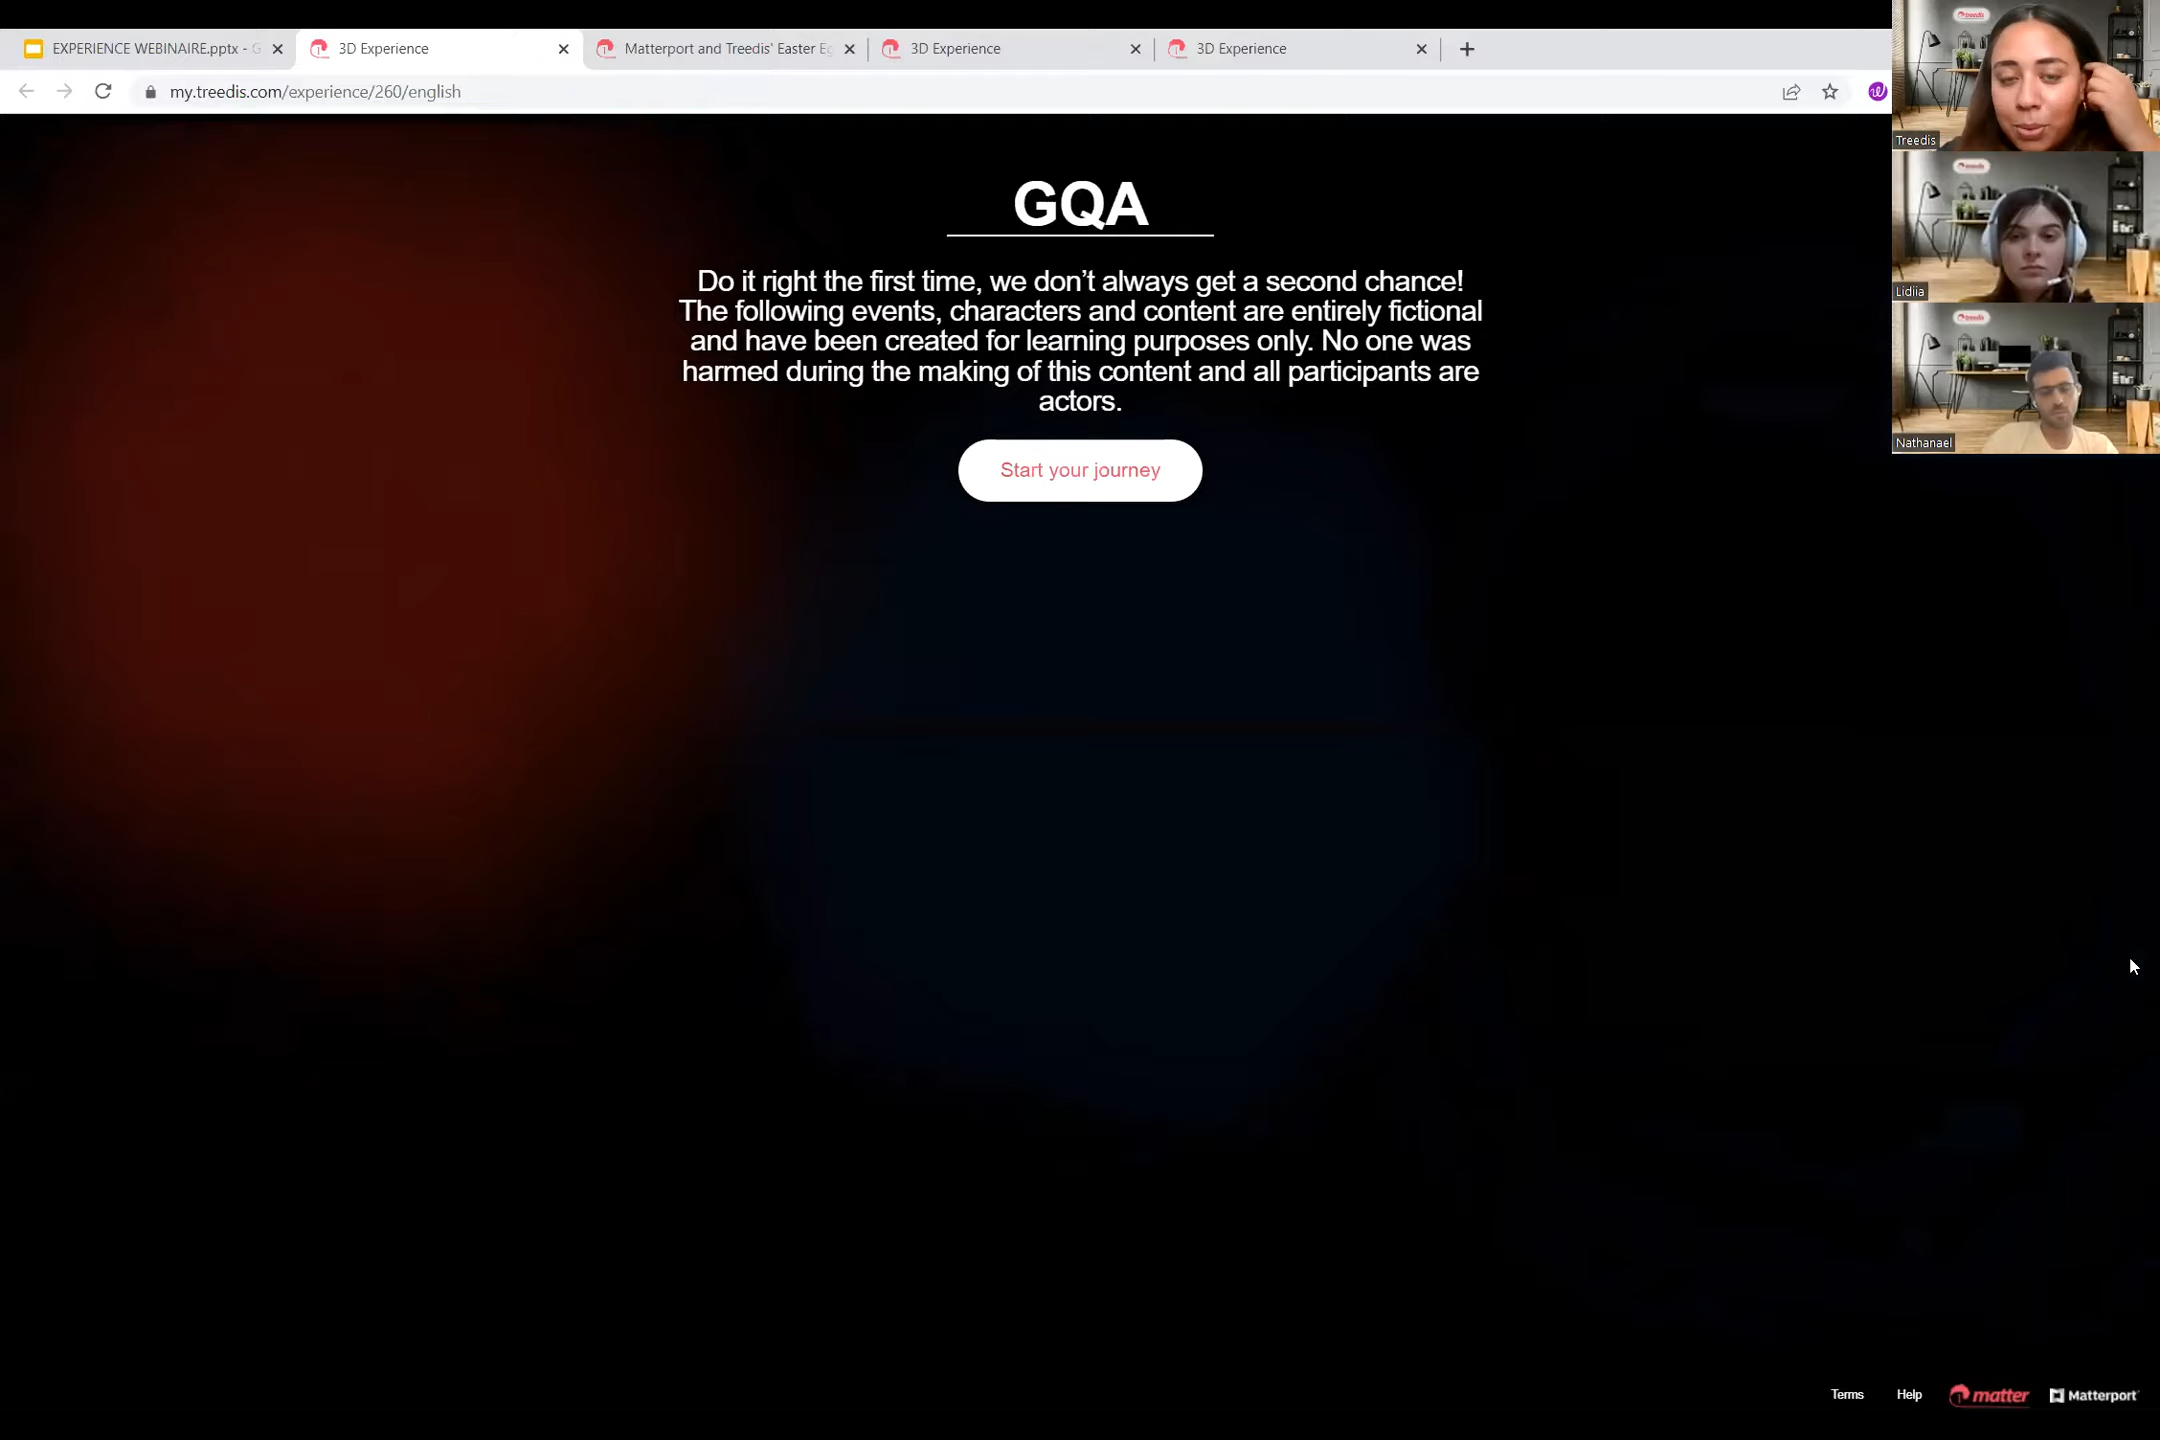 EXPERIENCE WEBINAIRE.pptx - G
3D Experience
Matterport and Treedis' Easter Eg
3D Experience
3D Experience
my.treedis.com/experience/260/english
Treedis
Lidiia
Nathanael
GQA
Do it right the first time, we don’t always get a second chance!
The following events, characters and content are entirely fictional
and have been created for learning purposes only. No one was
harmed during the making of this content and all participants are
actors.
Start your journey
Terms
Help
matter
Matterport